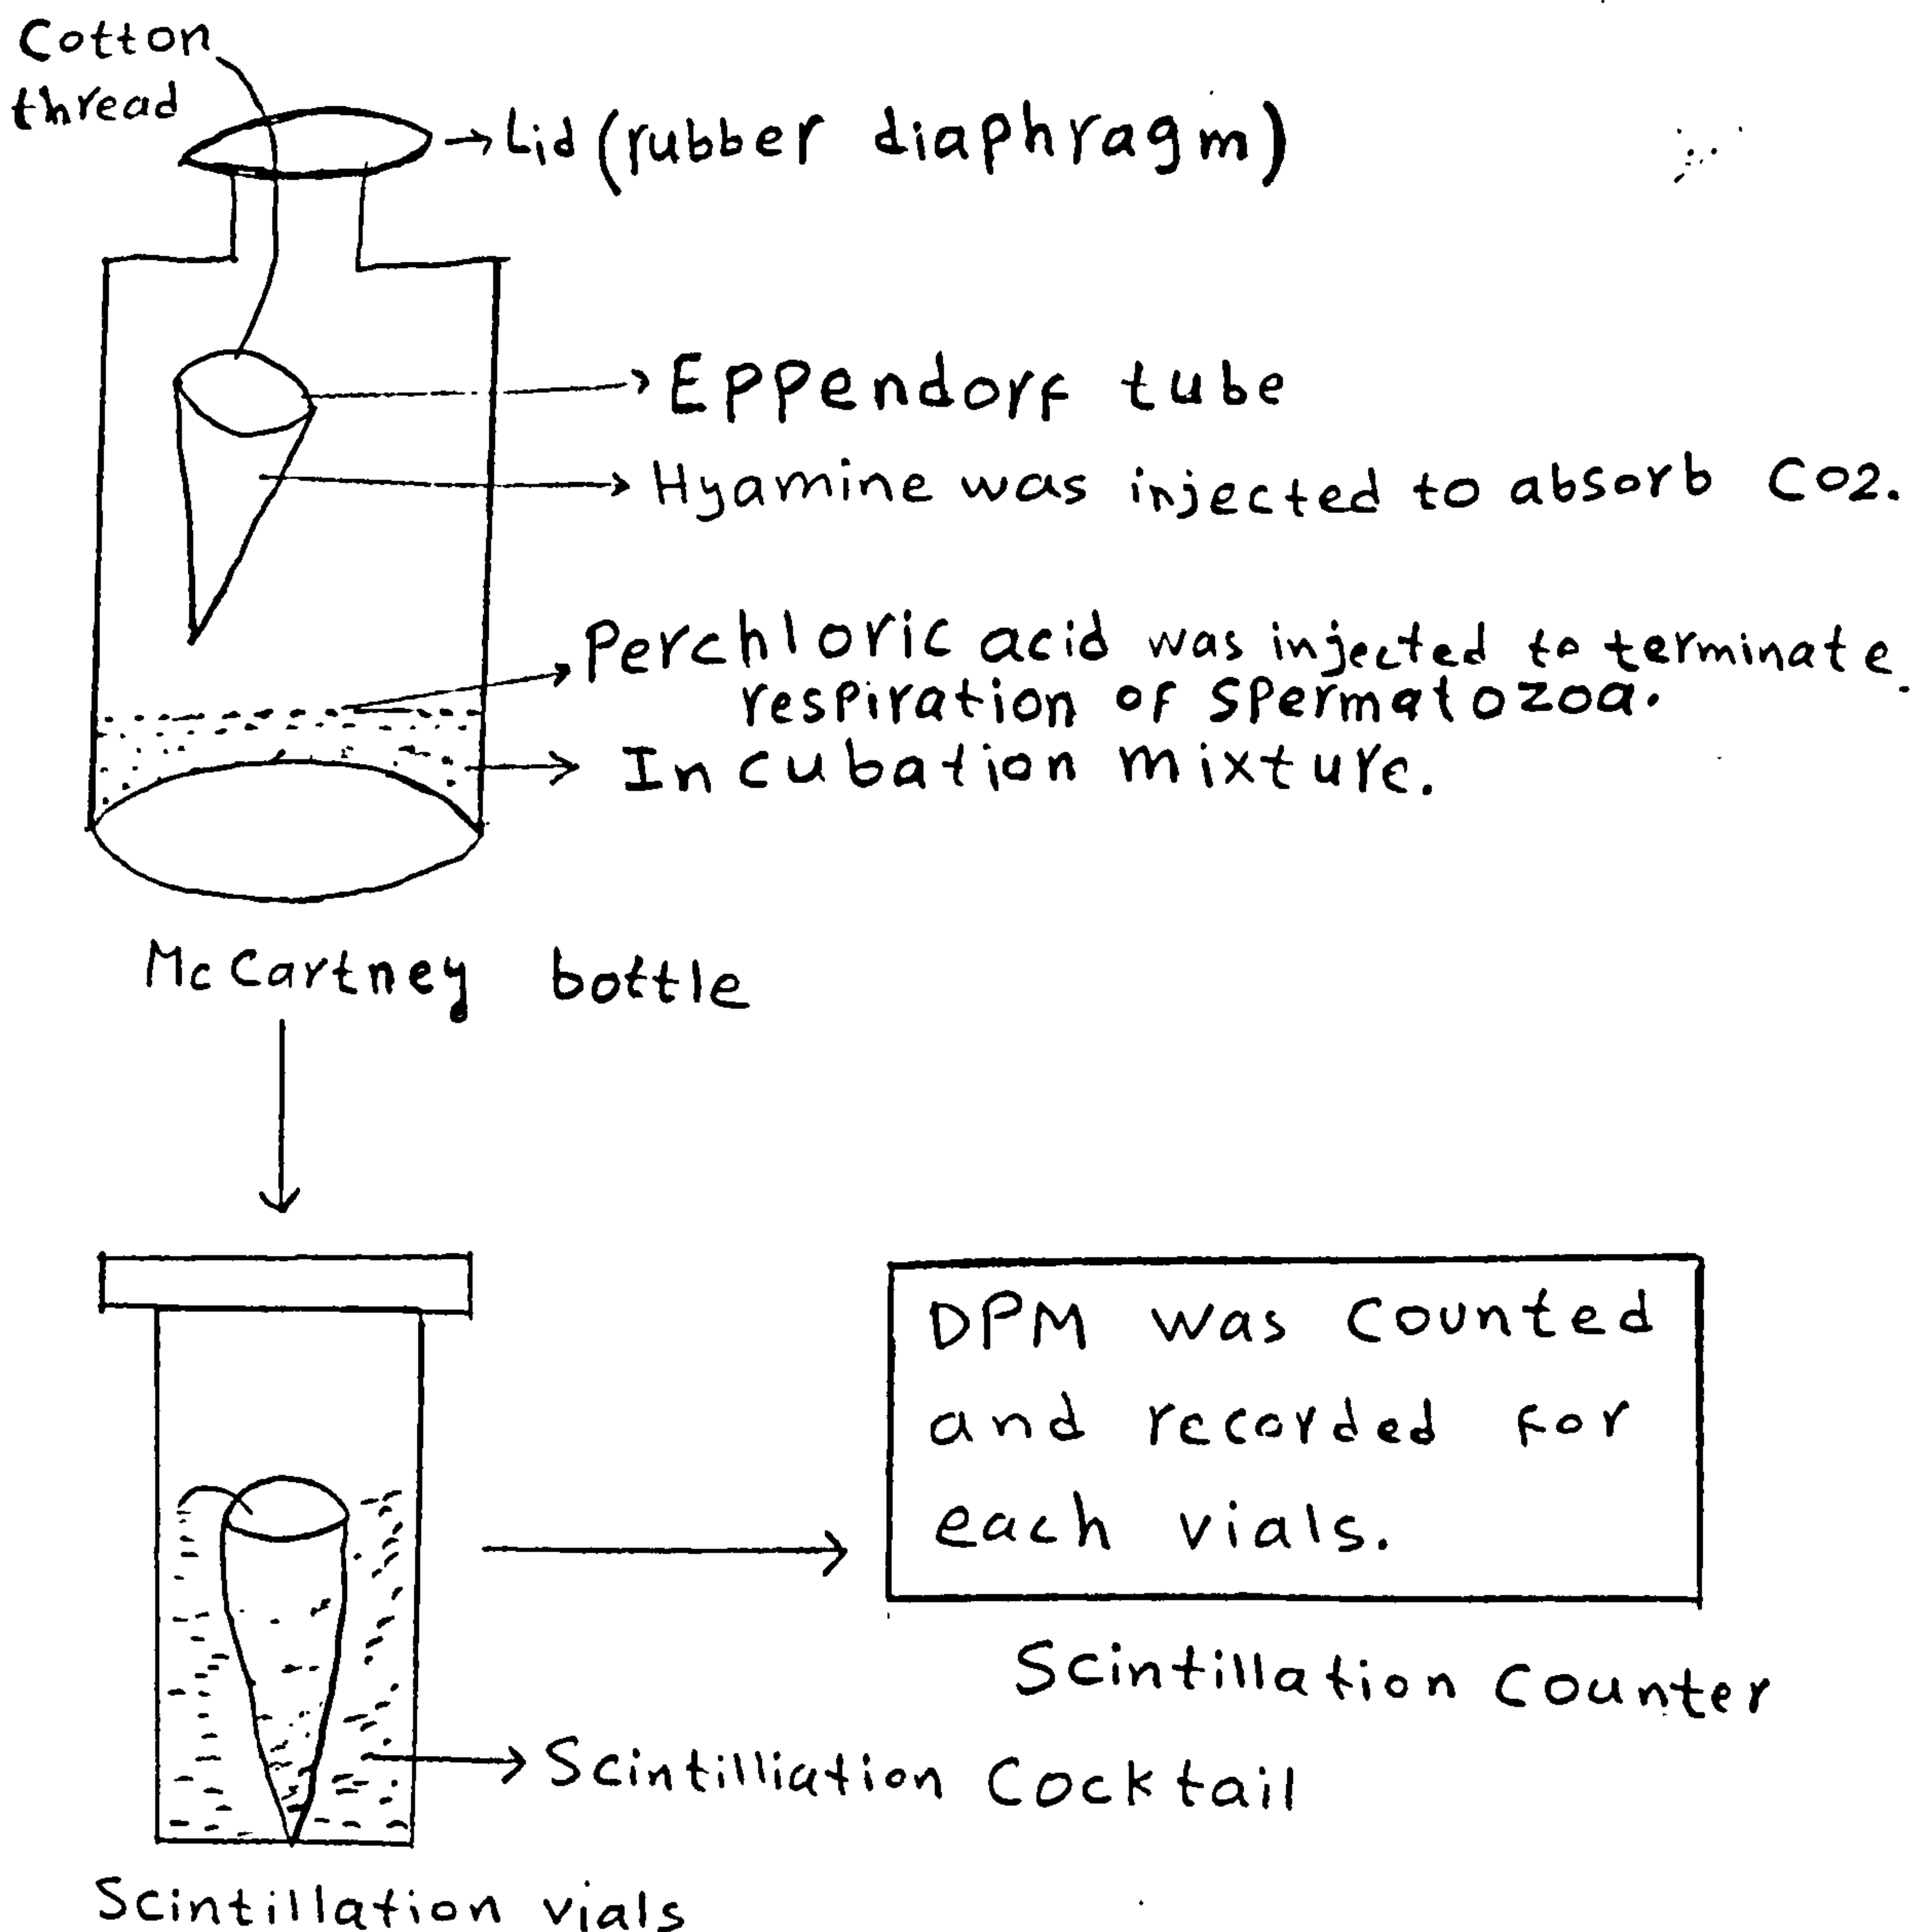 Cotton
thread
Lid (rubber diaphragm)
Eppendorf tube
Hyamine was injected to absorb CO2.
Perchloric acid was injected to terminate.
respiration of spermatozoa.
Incubation mixture.
McCartney bottle
DPM was counted
and recorded for
each vials.
Scintillation Counter
Scintilliation Cocktail
Scintillation vials